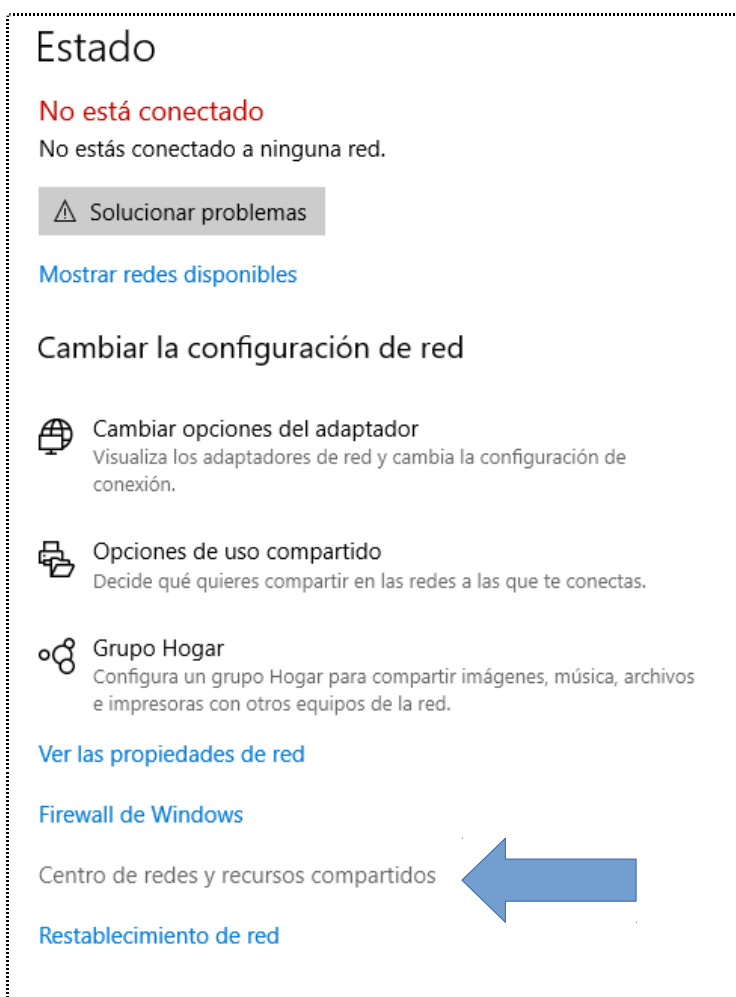 Estado
No está conectado
No estás conectado a ninguna red.
Solucionar problemas
Mostrar redes disponibles
Cambiar la configuración de red
Cambiar opciones del adaptador
Visualiza los adaptadores de red y cambia la configuración de
conexión.
Opciones de uso compartido
Decide qué quieres compartir en las redes a las que te conectas.
Grupo Hogar
Configura un grupo Hogar para compartir imágenes, música, archivos
e impresoras con otros equipos de la red.
Ver las propiedades de red
Firewall de Windows
Centro de redes y recursos compartidos
Restablecimiento de red